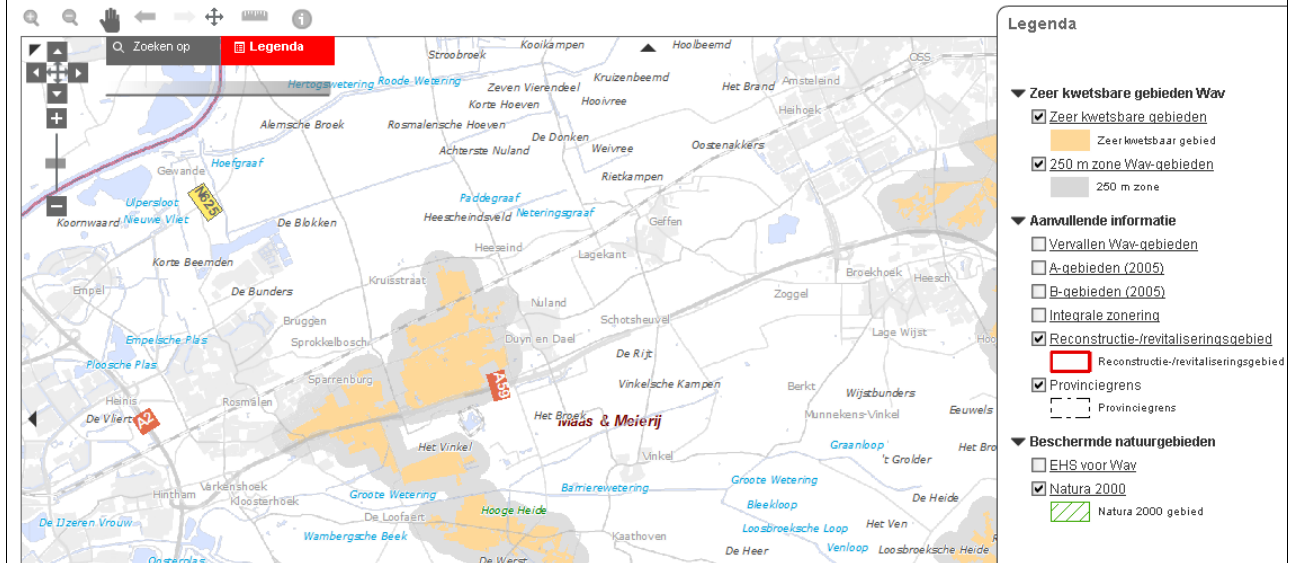 Zoeken op
Legenda
Kooikampen
Hoolbeemd
Stroobroek
OSS
Hertogswetering
Roode Wetering
Zeven Vierendeel
Kruizenbeemd
Het Brand
Amsteleind
Korte Hoeven
Hooivree
Heihoek
Alemsche Broek
Rosmalensche Hoeven
De Donken
Achterste Nuland
Weivree
Oostenakkers
Hoefgraaf
Gewande
Rietkampen
N625
Ulpersloot
Paddegraaf
Koornwaard
Nieuwe Vliet
De Blokken
Heescheindsveld
Neteringsgraaf
Geffen
Heeseind
Lagekant
Korte Beemden
Kruisstraat
Broekhoek
Heesch
Empel
De Bunders
Zoggel
Nuland
Bruggen
Schotsheuvel
Empelsche Plas
Sprokkelbosch
Duyn en Dael
Lage Wijst
Hoo
Ploosche Plas
De Rijt
Sparrenburg
A59
Vinkelsche Kampen
Berkt
Wijstbunders
Heinis
Rosmalen
De Vliert
A2
Het Broek
Maas & Meierij
Munnekens-Vinkel
Eeuwels
Het Vinkel
Vinkel
Graanloop
't Grolder
Het Bro
Varkenshoek
Hintham
Kloosterhoek
Groote Wetering
Barrierewetering
Groote Wetering
De Heide
De IJzeren Vrouw
De Loofaert
Hooge Heide
Bleekloop
Wambergsche Beek
Kaathoven
Loosbroeksche Loop
Het Ven
Oosterplas
De Werst
De Heer
Venloop
Loosbroeksche Heide
Legenda
Zeer kwetsbare gebieden Wav
Zeer kwetsbare gebieden
Zeer kwetsbaar gebied
250 m zone Wav-gebieden
250 m zone
Aanvullende informatie
Vervallen Wav-gebieden
A-gebieden (2005)
B-gebieden (2005)
Integrale zonering
Reconstructie-/revitaliseringsgebied
Reconstructie-/revitaliseringsgebied
Provinciegrens
Provinciegrens
Beschermde natuurgebieden
EHS voor Wav
Natura 2000
Natura 2000 gebied